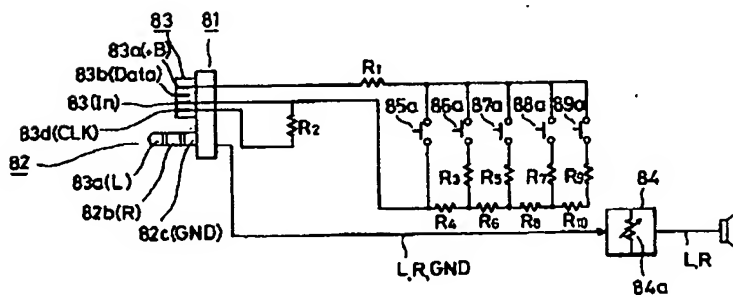 83
81
83a(+B)
83b(Data)
83(In)
83d(CLK)
82
83a(L)
82b(R)
82c(GND)
R1
R2
85a
86a
87a
88a
89a
R3
R5
R7
R9
R4
R6
R8
R10
84
L,R,GND
L,R
84a